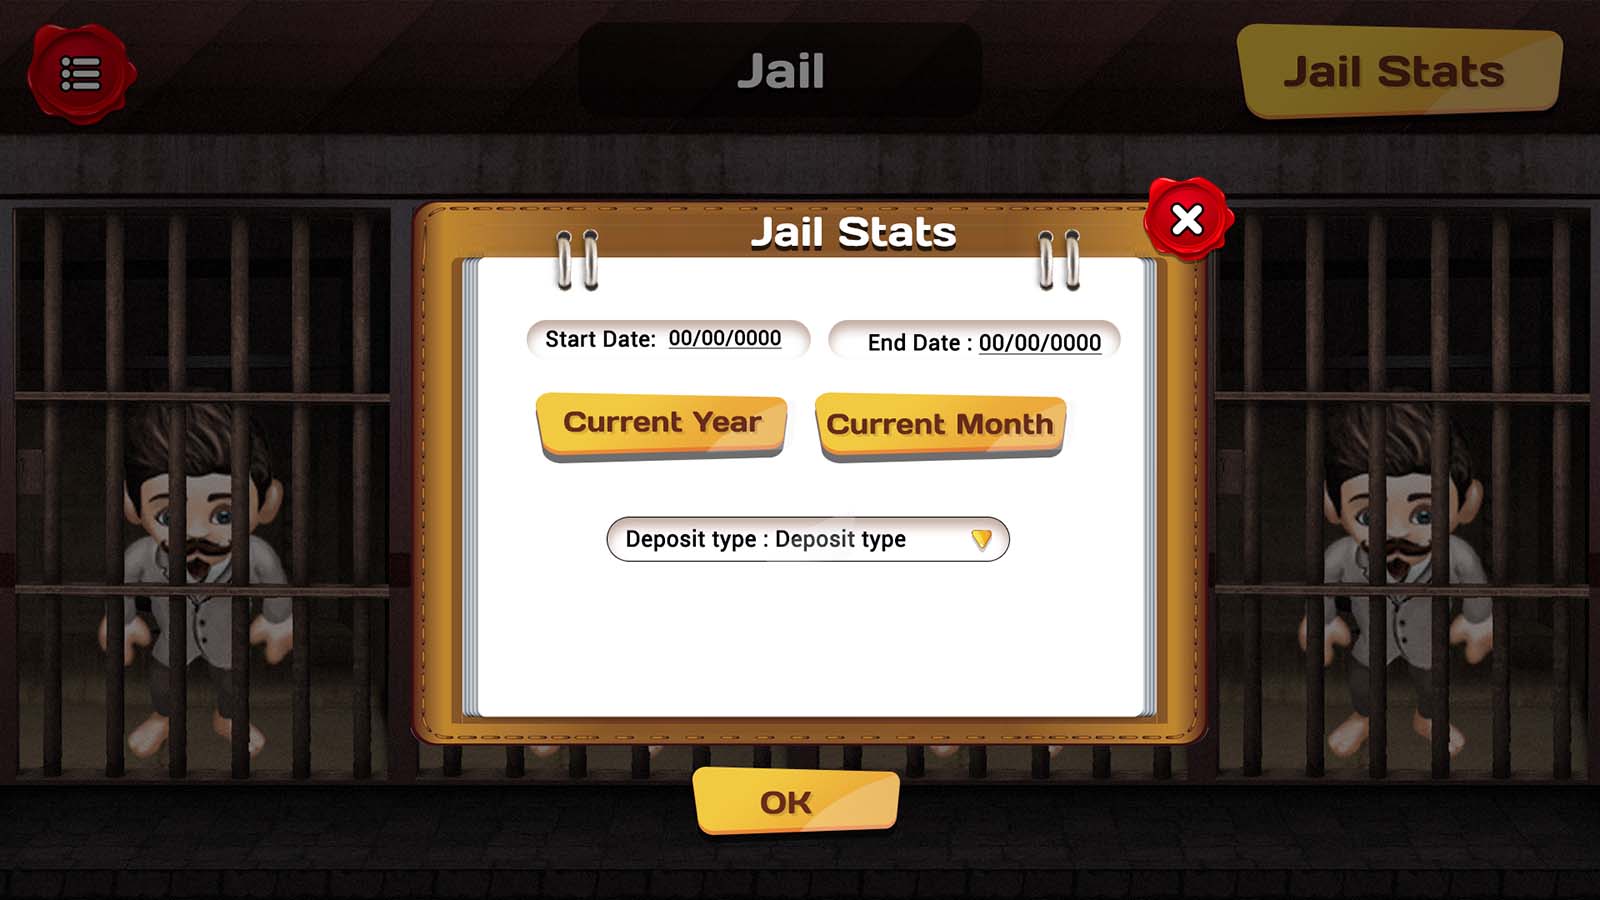 Jail
Jail Stats
Jail Stats
Start Date: 00/00/0000
End Date : 00/00/0000
Current Year
Current Month
Deposit type : Deposit type
OK